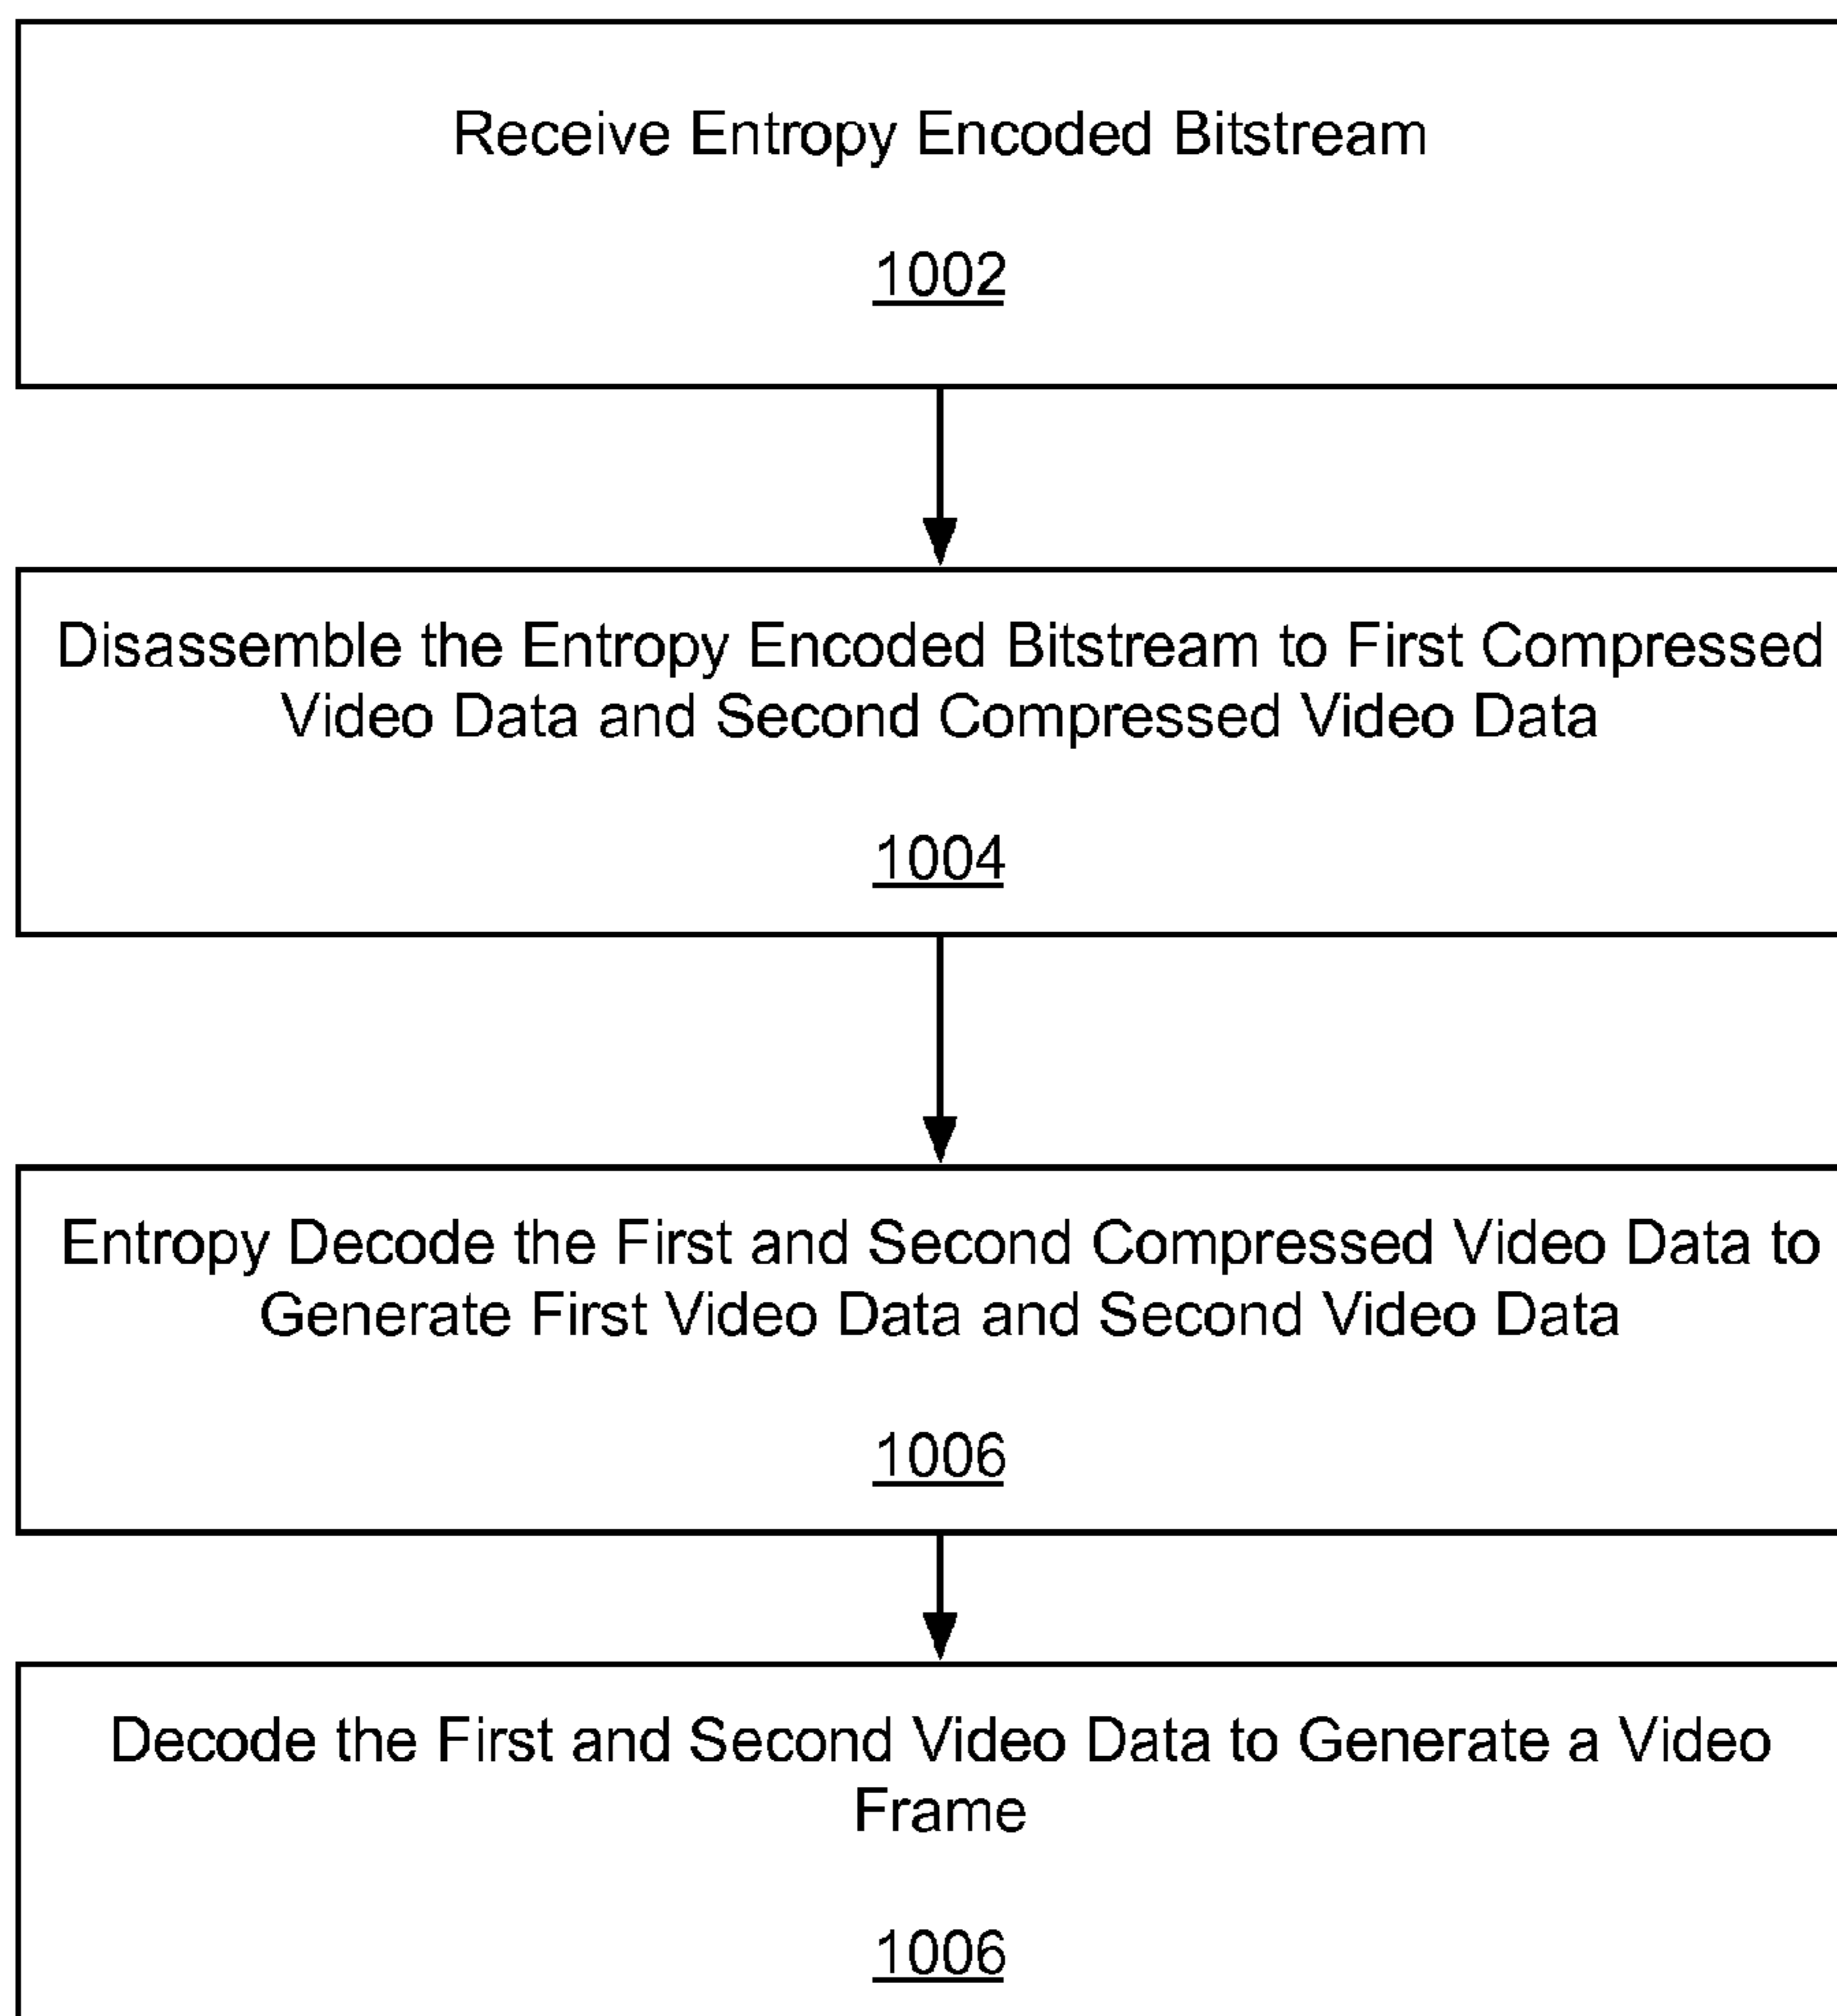 Receive Entropy Encoded Bitstream
1002
Disassemble the Entropy Encoded Bitstream to First Compressed
Video Data and Second Compressed Video Data
1004
Entropy Decode the First and Second Compressed Video Data to
Generate First Video Data and Second Video Data
1006
Decode the First and Second Video Data to Generate a Video
Frame
1006